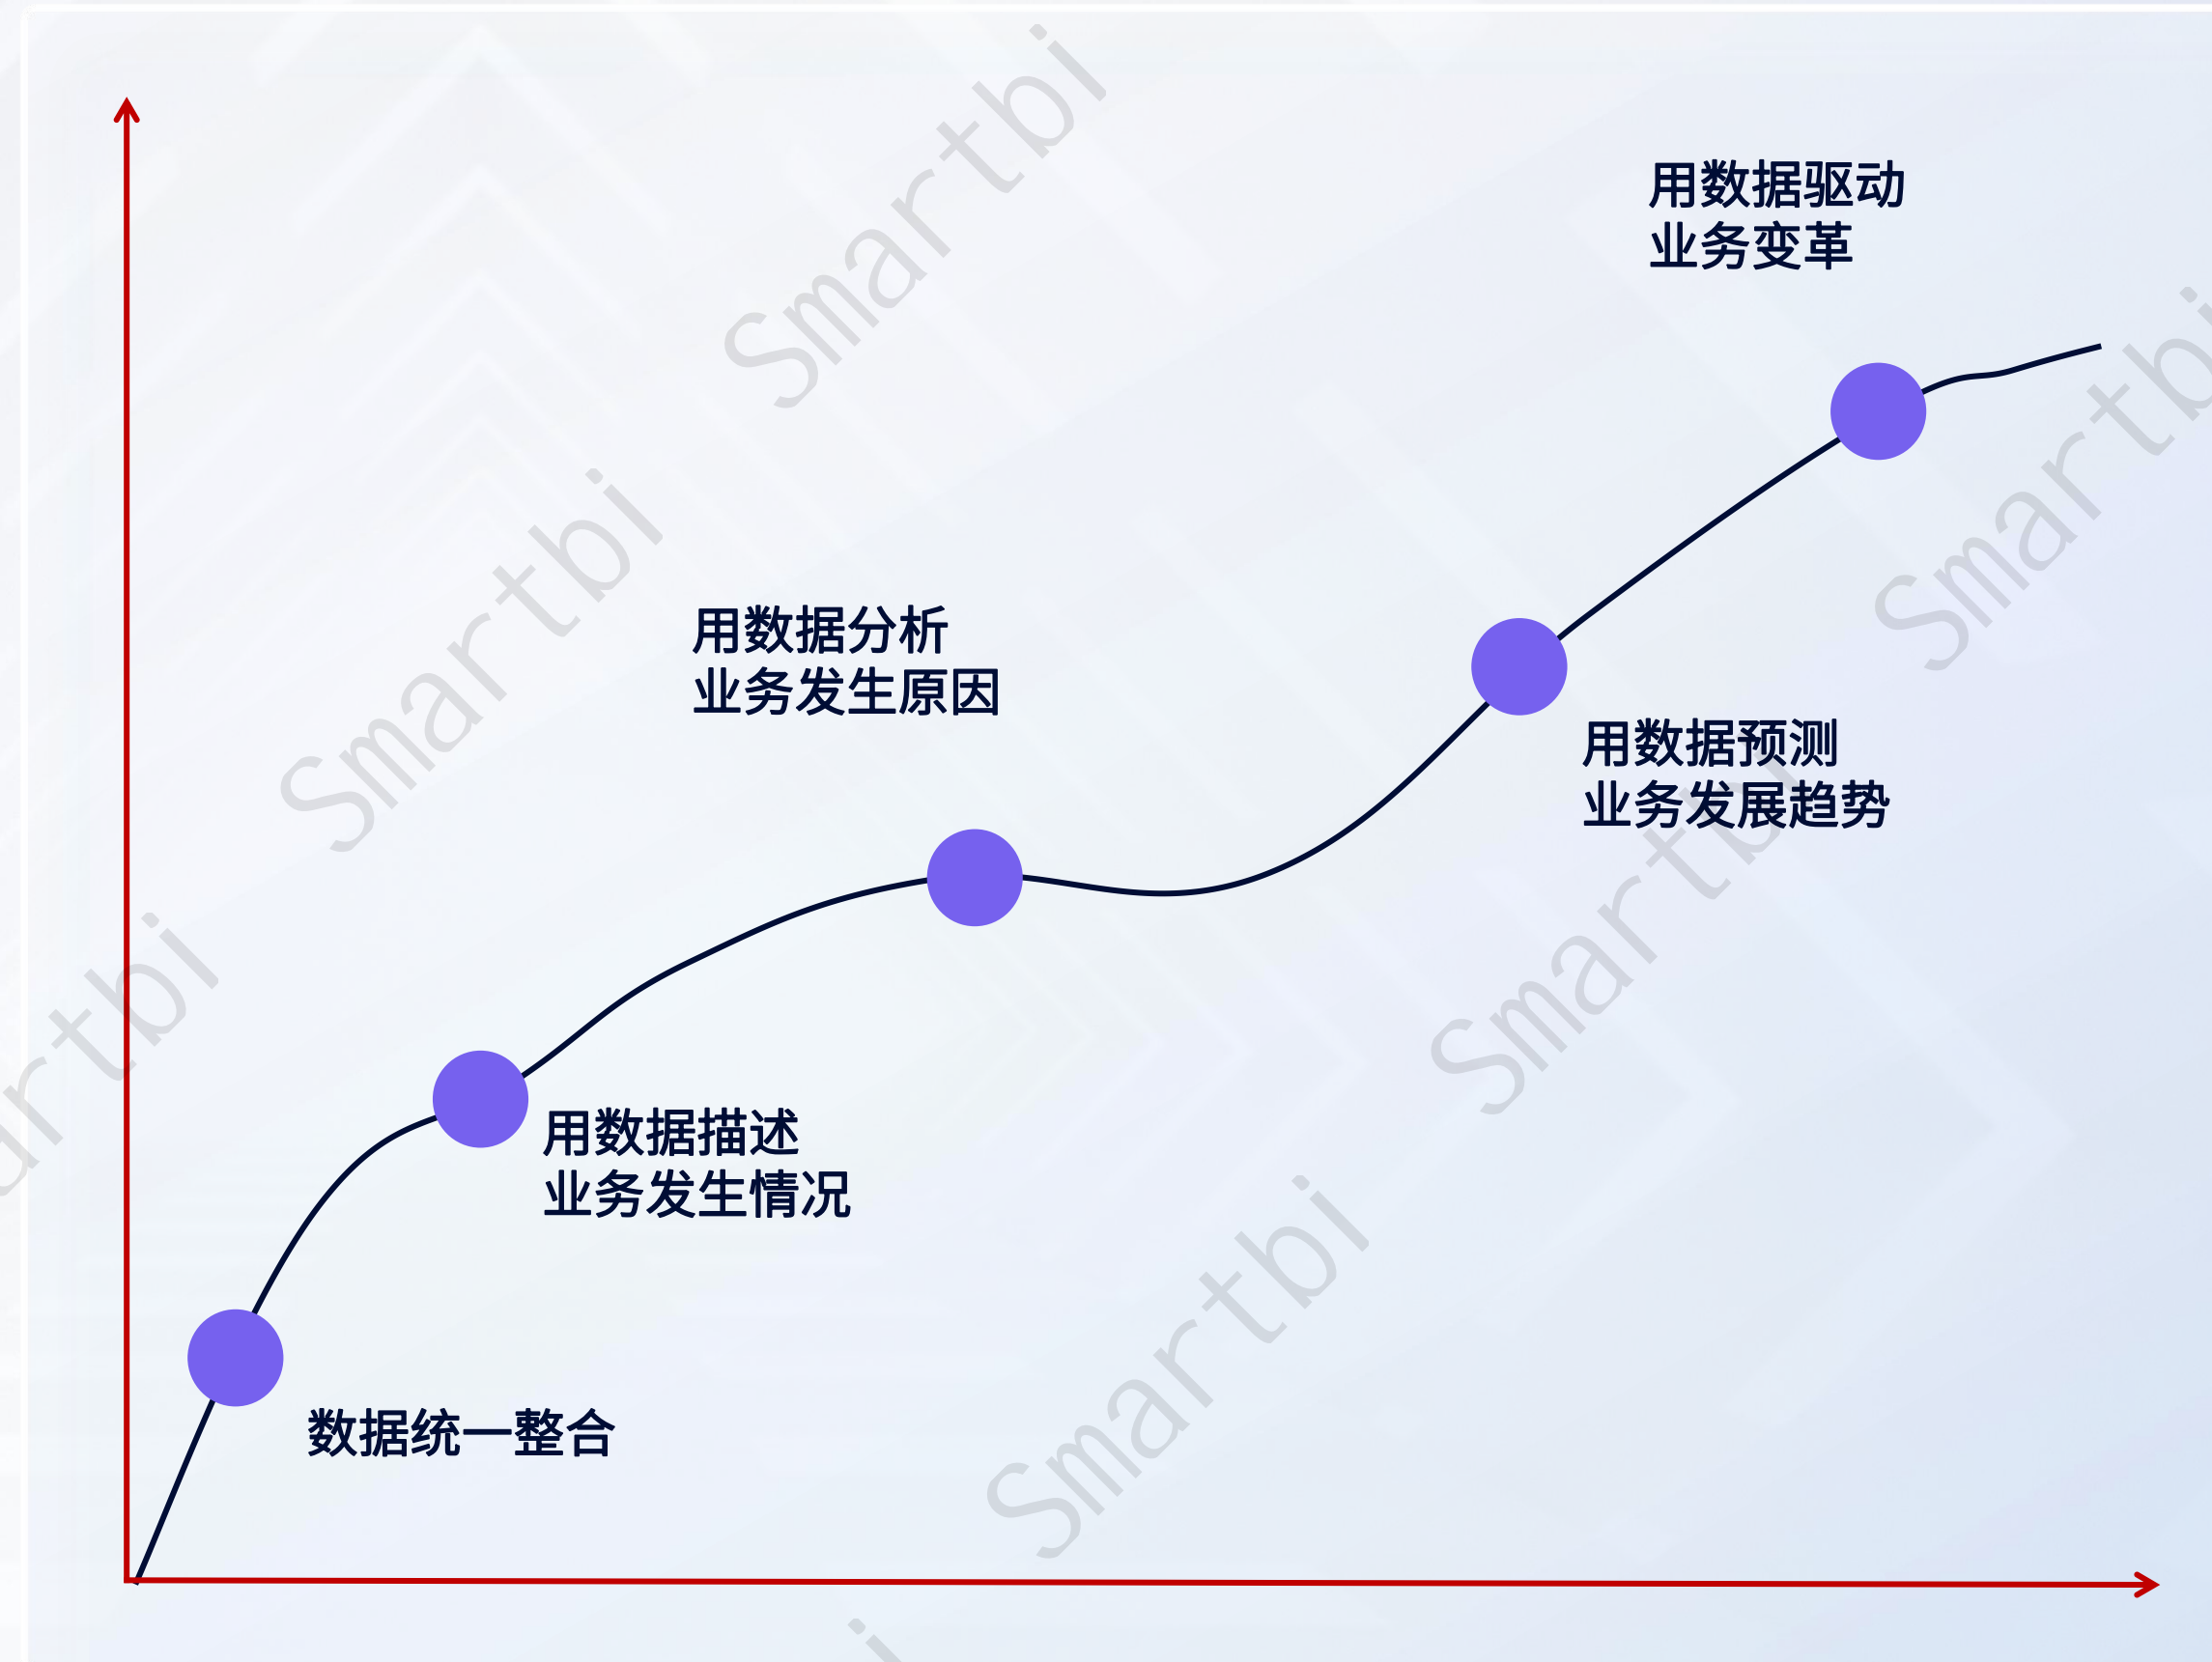 Smartbi
用数据驱动
业务变革
Smartbi
Smartbi
用数据分析
业务发生原因
用数据预测
业务发展趋势
Smartbi
用数据描述
业务发生情况
Smartbi
数据统一整合